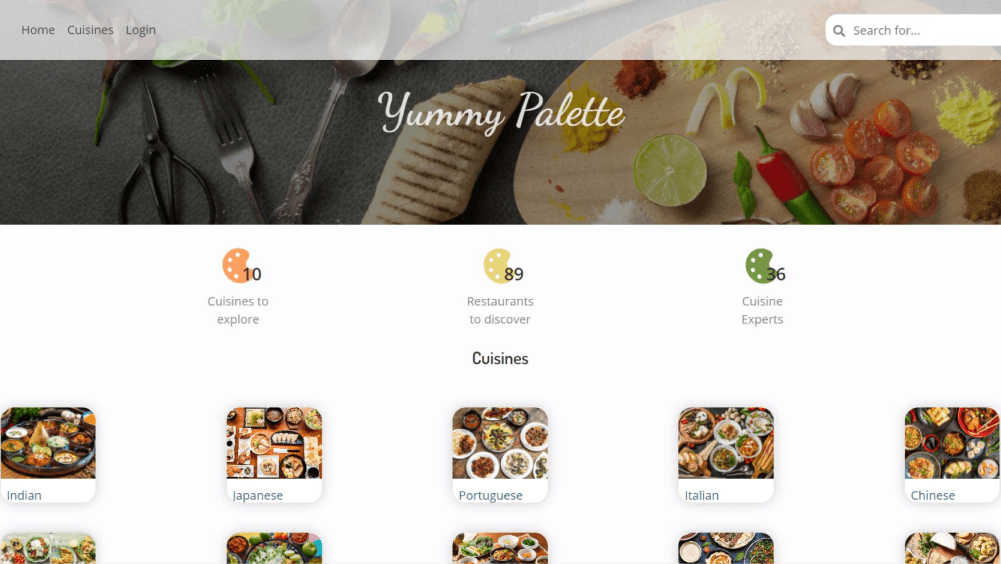 Home Cuisines Login
Search for...
Yummy Palette
10
Cuisines to
explore
89
Restaurants
to discover
36
Cuisine
Experts
Cuisines
Indian
Japanese
Portuguese
Italian
Chinese